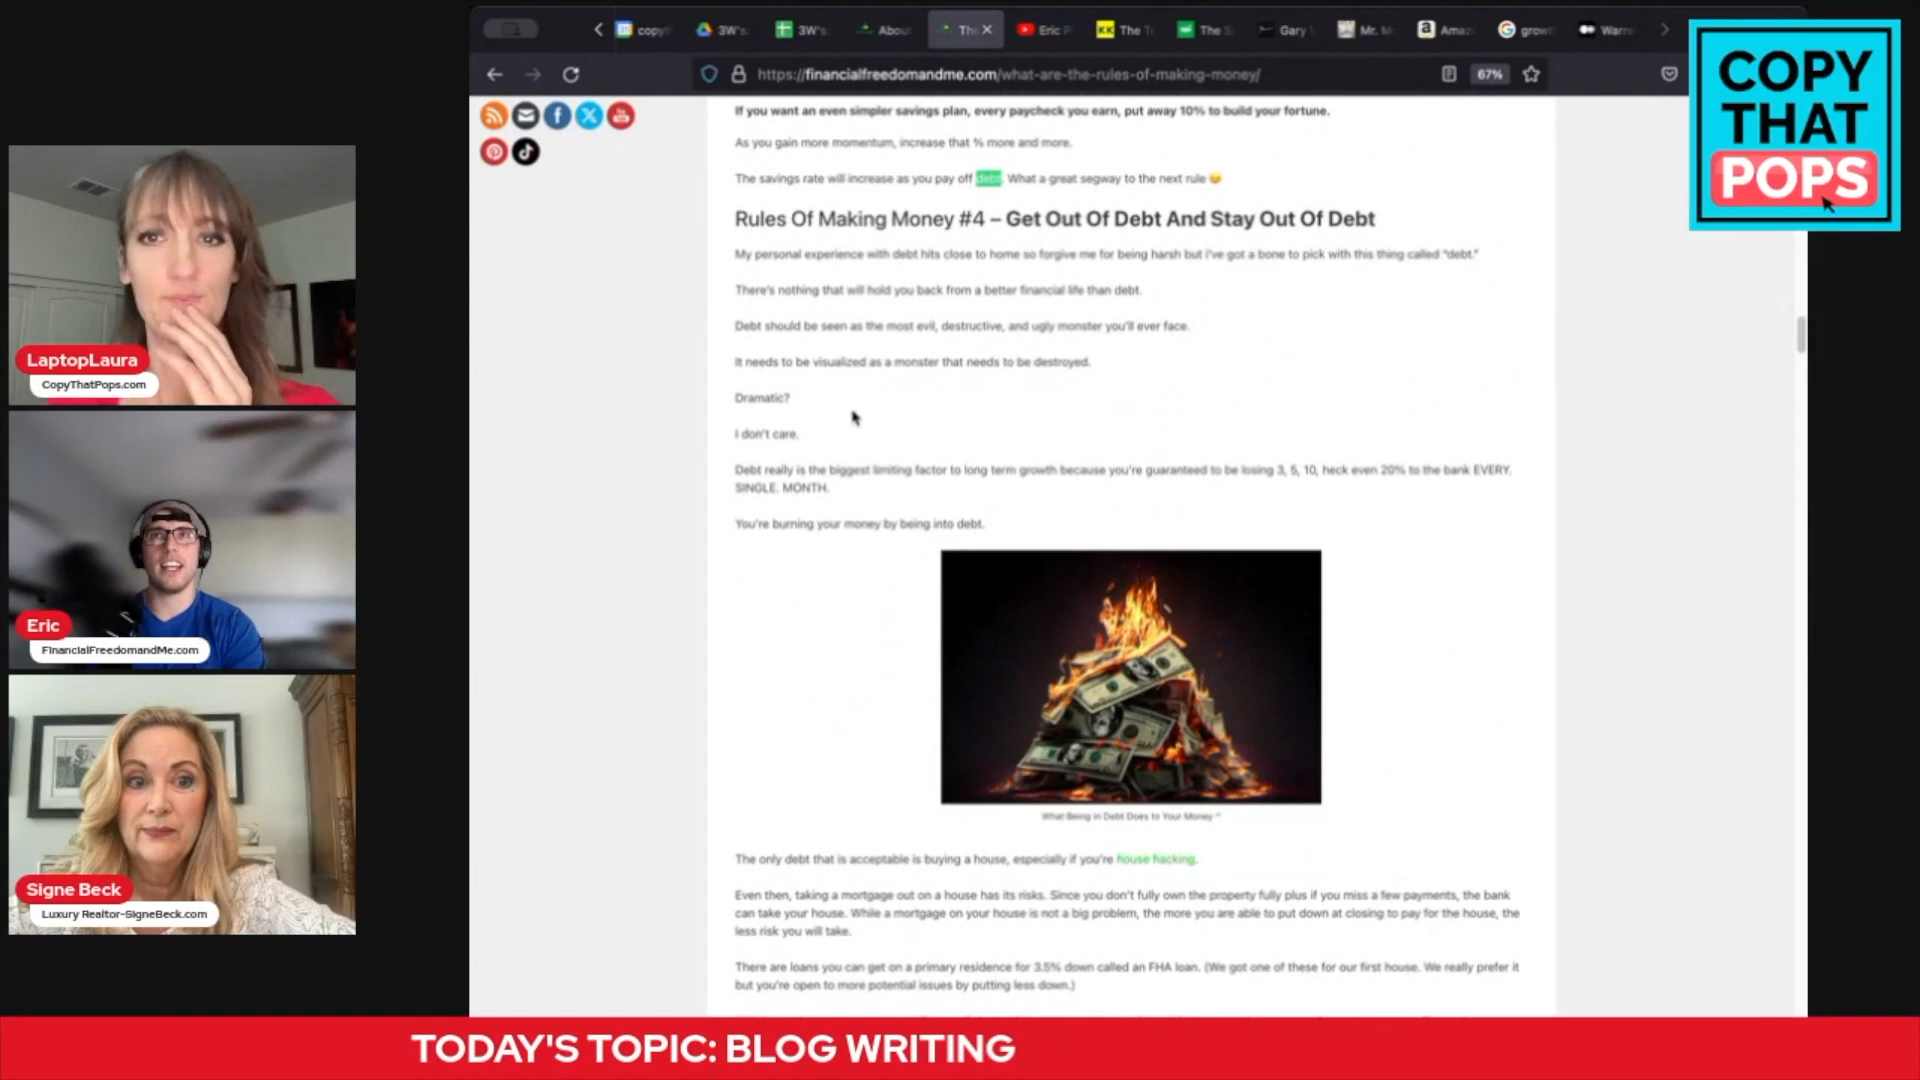 copy
3W's
3W's
Abou
The
Eric P
KK
The T
The S
Gary
Mr. M
Amaz
grow
Warr
https://financialfreedomandme.com/what-are-the-rules-of-making-money/
67%
COPY
THAT
POPS
If you want an even simpler savings plan, every paycheck you earn, put away 10% to build your fortune.
As you gain more momentum, increase that % more and more.
The savings rate will increase as you pay off debt. What a great segway to the next rule 😂
Rules Of Making Money #4 – Get Out Of Debt And Stay Out Of Debt
My personal experience with debt hits close to home so forgive me for being harsh but i've got a bone to pick with this thing called "debt."
There's nothing that will hold you back from a better financial life than debt.
Debt should be seen as the most evil, destructive, and ugly monster you'll ever face.
It needs to be visualized as a monster that needs to be destroyed.
Dramatic?
I don't care.
Debt really is the biggest limiting factor to long term growth because you're guaranteed to be losing 3, 5, 10, heck even 20% to the bank EVERY.
SINGLE. MONTH.
You're burning your money by being into debt.
What Being in Debt Does to Your Money ^
The only debt that is acceptable is buying a house, especially if you're house hacking.
Even then, taking a mortgage out on a house has its risks. Since you don't fully own the property fully plus if you miss a few payments, the bank
can take your house. While a mortgage on your house is not a big problem, the more you are able to put down at closing to pay for the house, the
less risk you will take.
There are loans you can get on a primary residence for 3.5% down called an FHA loan. (We got one of these for our first house. We really prefer it
but you're open to more potential issues by putting less down.)
LaptopLaura
CopyThatPops.com
Eric
FinancialFreedomandMe.com
Signe Beck
Luxury Realtor-SigneBeck.com
TODAY'S TOPIC: BLOG WRITING